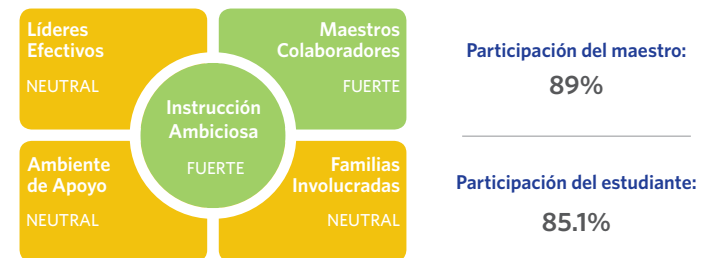 Líderes
Efectivos
NEUTRAL
Maestros
Colaboradores
FUERTE
Instrucción
Ambiciosa
FUERTE
Ambiente
de Apoyo
NEUTRAL
Familias
Involucradas
NEUTRAL
Participación del maestro:
89%
Participación del estudiante:
85.1%